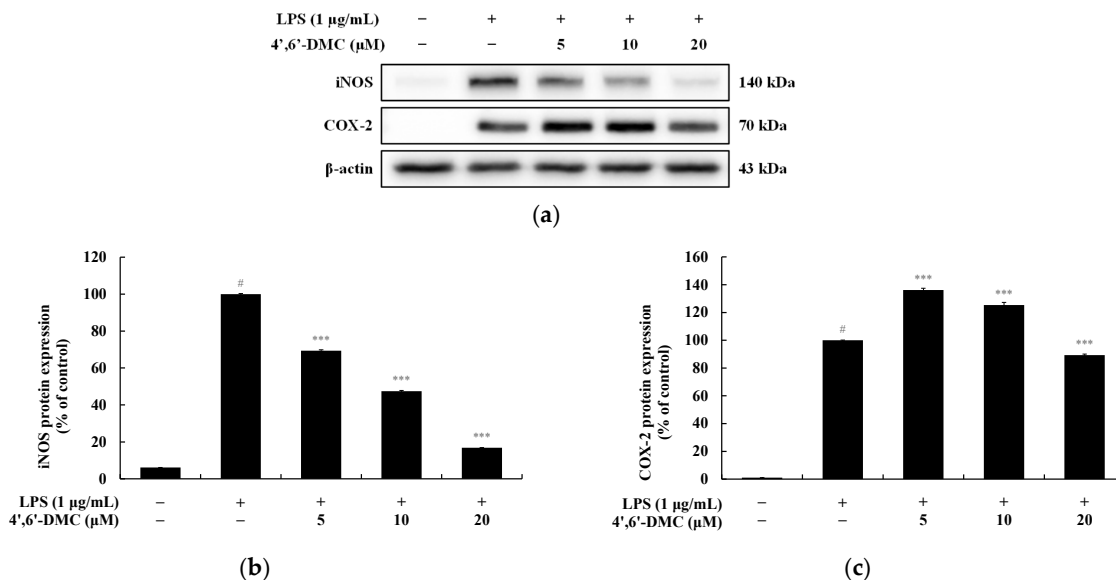 LPS (1 µg/mL) – + + + +
4',6'-DMC (µM) – – 5 10 20
iNOS 140 kDa
COX-2 70 kDa
β-actin 43 kDa
(a)
iNOS protein expression
(% of control)
120
100
80
60
40
20
0
#
***
***
***
LPS (1 µg/mL) – + + + +
4',6'-DMC (µM) – – 5 10 20
(b)
COX-2 protein expression
(% of control)
160
140
120
100
80
60
40
20
0
#
***
***
***
LPS (1 µg/mL) – + + + +
4',6'-DMC (µM) – – 5 10 20
(c)